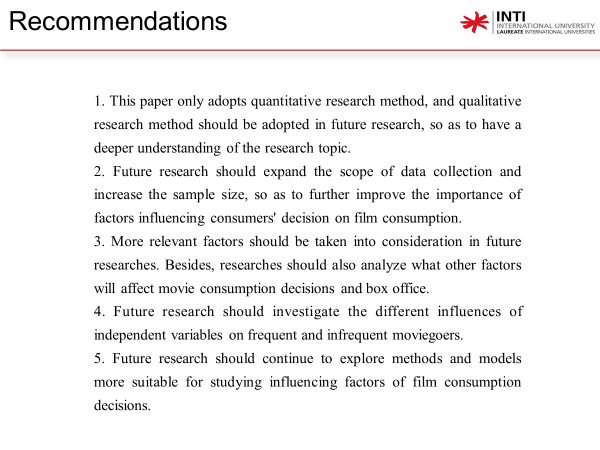 Recommendations
INTI
INTERNATIONAL UNIVERSITY
LAUREATE INTERNATIONAL UNIVERSITIES
1. This paper only adopts quantitative research method, and qualitative
research method should be adopted in future research, so as to have a
deeper understanding of the research topic.
2. Future research should expand the scope of data collection and
increase the sample size, so as to further improve the importance of
factors influencing consumers' decision on film consumption.
3. More relevant factors should be taken into consideration in future
researches. Besides, researches should also analyze what other factors
will affect movie consumption decisions and box office.
4. Future research should investigate the different influences of
independent variables on frequent and infrequent moviegoers.
5. Future research should continue to explore methods and models
more suitable for studying influencing factors of film consumption
decisions.